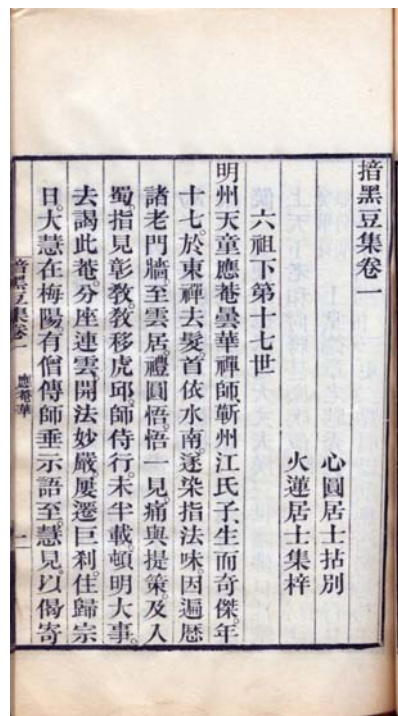 揞黑豆集卷一
心圓居士拈別
火蓮居士集梓
六祖下第十七世
明州天童應菴曇華禪師。蘄州江氏子。生而奇傑。年
十七。於東禪去髮。首依水南。遂染指法味。因遍歷
諸老門牆。至雲居。禮圓悟。悟一見。痛與提策。及入
蜀。指見彰教。教移虎邱。師侍行。未半載。頓明大事。
去謁此菴。分座連雲。開法妙嚴。屢遷巨剎。住歸宗
日。大慧在梅陽。有僧傳師垂示語至。慧見。以偈寄
揞黑豆集卷一 應菴華 一